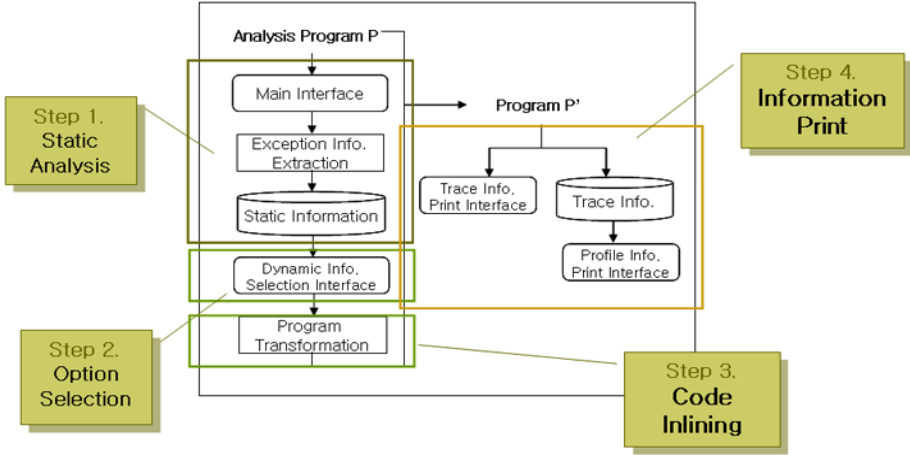 Analysis Program P
Main Interface
Exception Info.
Extraction
Static Information
Dynamic Info.
Selection Interface
Program
Transformation
Program P'
Trace Info.
Print Interface
Trace Info.
Profile Info.
Print Interface
Step 1.
Static
Analysis
Step 2.
Option
Selection
Step 3.
Code
Inlining
Step 4.
Information
Print